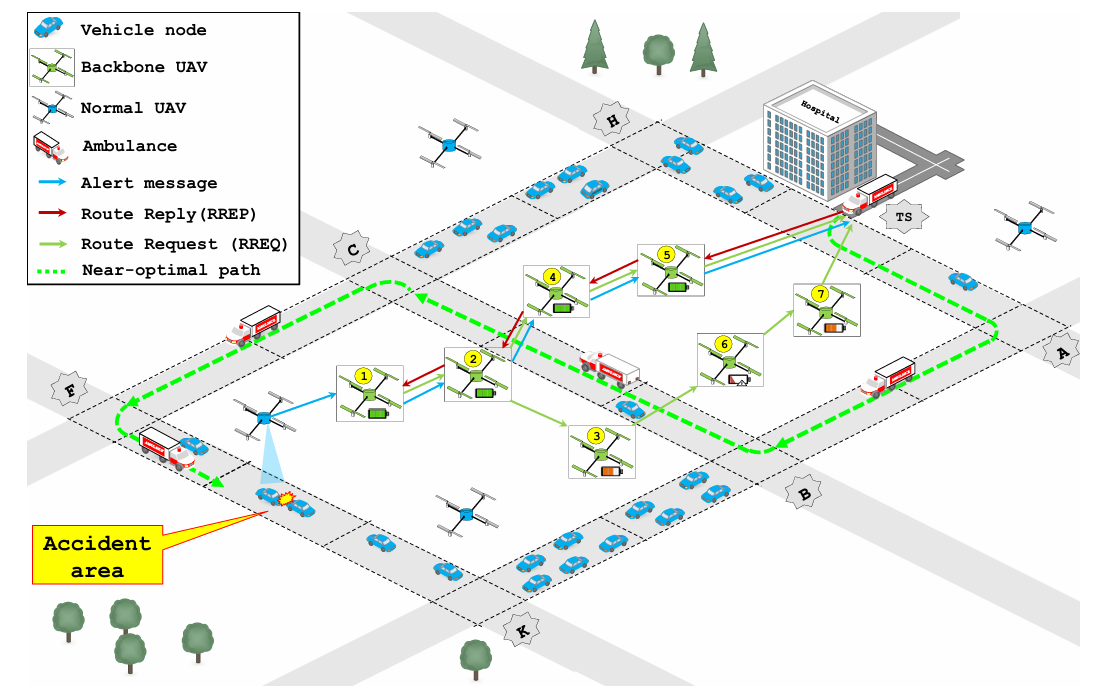 Vehicle node
Backbone UAV
Normal UAV
Ambulance
Alert message
Route Reply(RREP)
Route Request (RREQ)
Near-optimal path
H
Hospital
TS
C
5
4
7
A
6
2
1
F
3
B
Accident
area
K